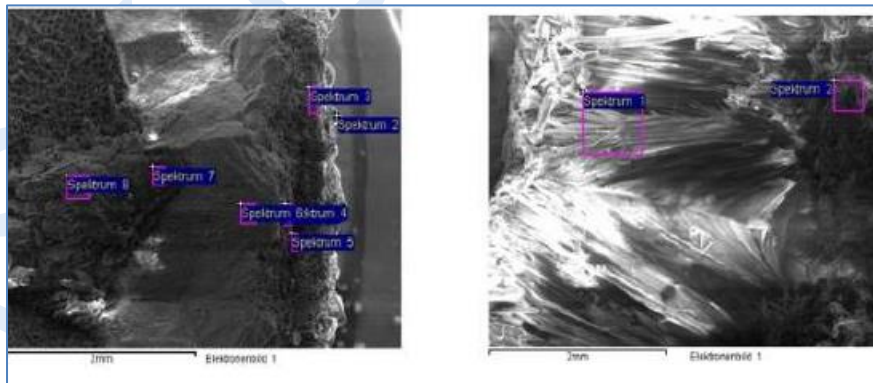 Spektrum 3
Spektrum 2
Spektrum 8
Spektrum 7
Spektrum 6
ktrum 4
Spektrum 5
2mm
Elektronenbild 1
Spektrum 1
Spektrum 2
2mm
Elektronenbild 1